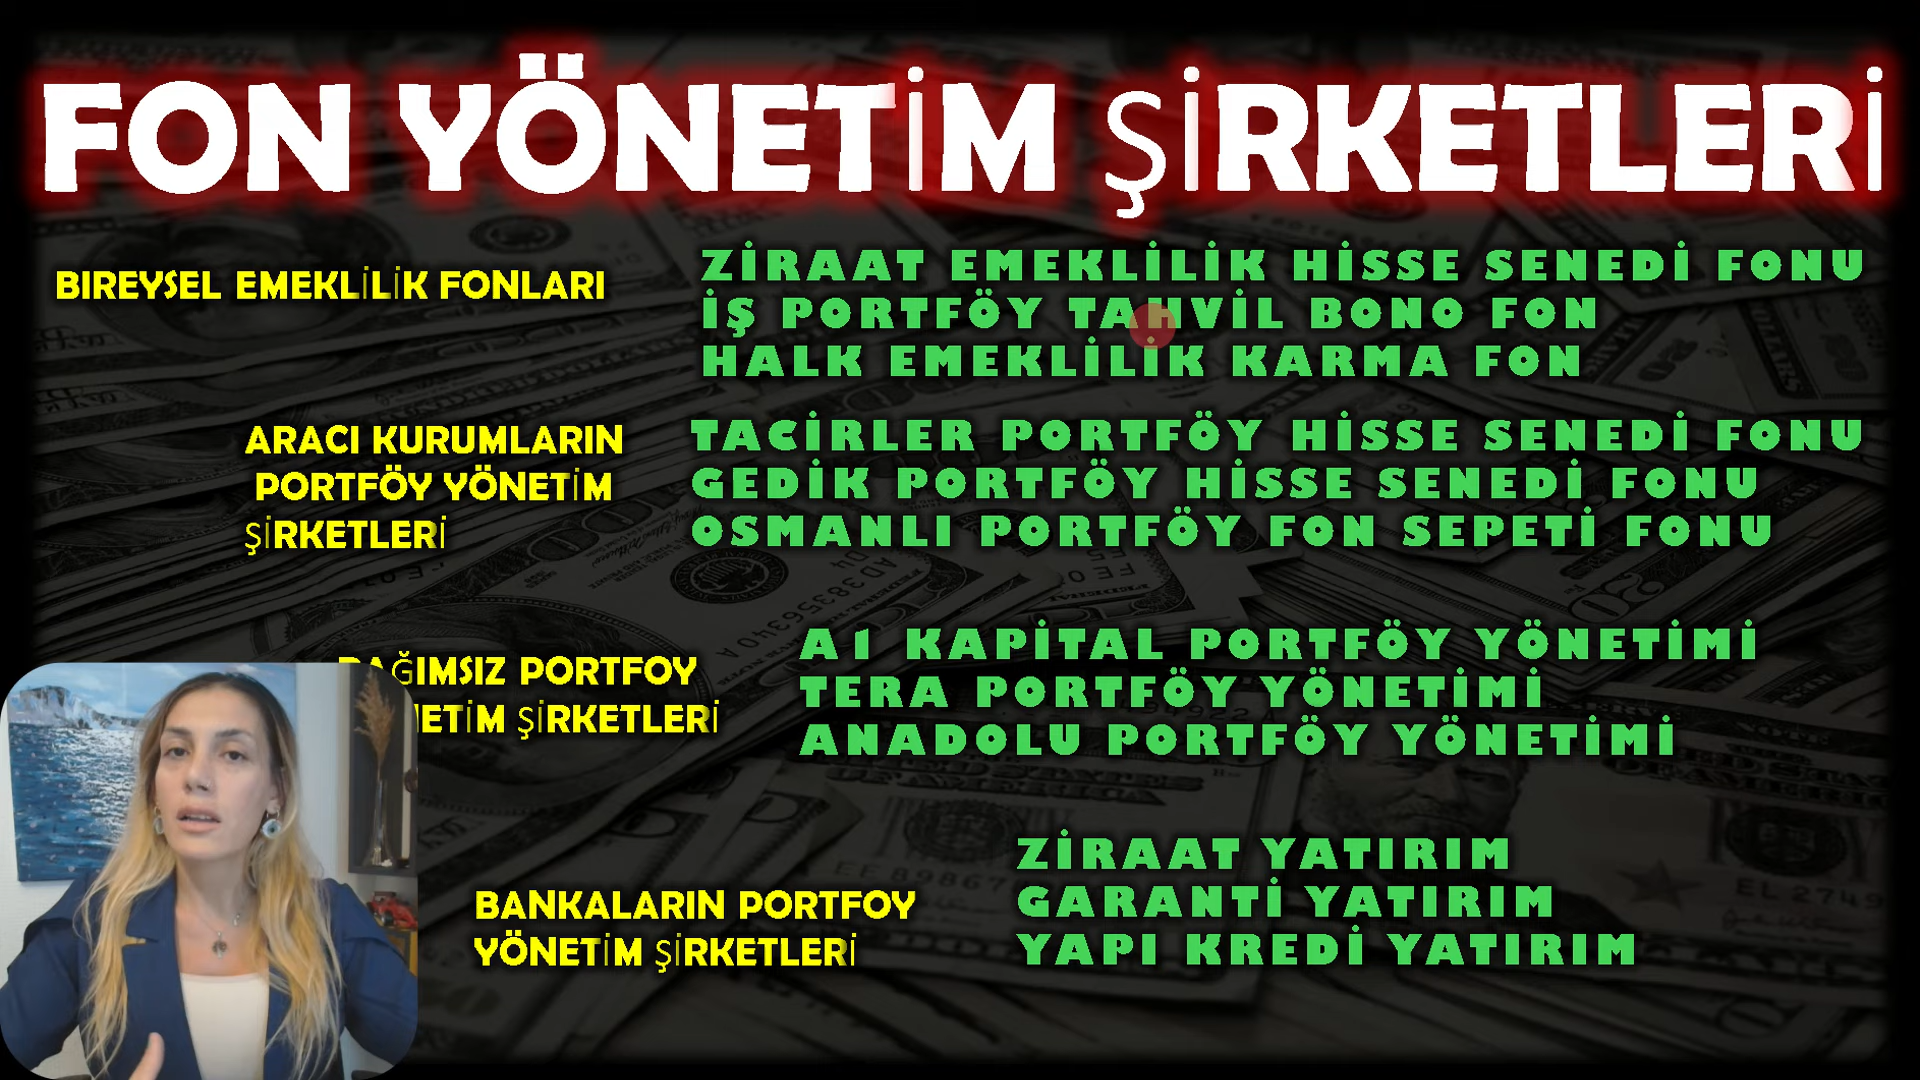 FON YÖNETİM ŞİRKETLERİ
BIREYSEL EMEKLİLİK FONLARI
ZİRAAT EMEKLİLİK HİSSE SENEDİ FONU
İŞ PORTFÖY TAHVİL BONO FON
HALK EMEKLİLİK KARMA FON
ARACI KURUMLARIN
PORTFÖY YÖNETİM
ŞİRKETLERİ
TACİRLER PORTFÖY HİSSE SENEDİ FONU
GEDİK PORTFÖY HİSSE SENEDİ FONU
OSMANLI PORTFÖY FON SEPETİ FONU
BAĞIMSIZ PORTFOY
YÖNETİM ŞİRKETLERİ
A1 KAPİTAL PORTFÖY YÖNETİMİ
TERA PORTFÖY YÖNETİMİ
ANADOLU PORTFÖY YÖNETİMİ
BANKALARIN PORTFOY
YÖNETİM ŞİRKETLERİ
ZİRAAT YATIRIM
GARANTİ YATIRIM
YAPI KREDİ YATIRIM